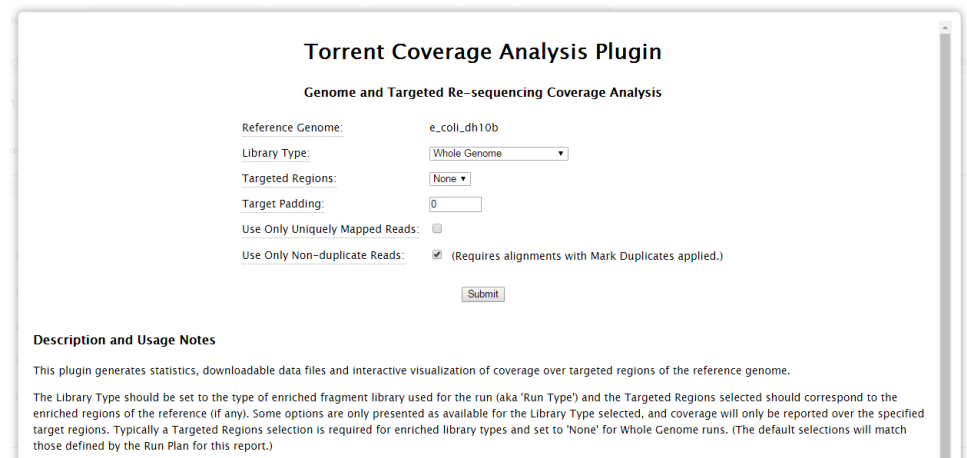 Torrent Coverage Analysis Plugin
Genome and Targeted Re-sequencing Coverage Analysis
Reference Genome: e_coli_dh10b
Library Type: Whole Genome
Targeted Regions: None
Target Padding: 0
Use Only Uniquely Mapped Reads:
Use Only Non-duplicate Reads: (Requires alignments with Mark Duplicates applied.)
Submit
Description and Usage Notes
This plugin generates statistics, downloadable data files and interactive visualization of coverage over targeted regions of the reference genome.
The Library Type should be set to the type of enriched fragment library used for the run (aka 'Run Type') and the Targeted Regions selected should correspond to the
enriched regions of the reference (if any). Some options are only presented as available for the Library Type selected, and coverage will only be reported over the specified
target regions. Typically a Targeted Regions selection is required for enriched library types and set to 'None' for Whole Genome runs. (The default selections will match
those defined by the Run Plan for this report.)